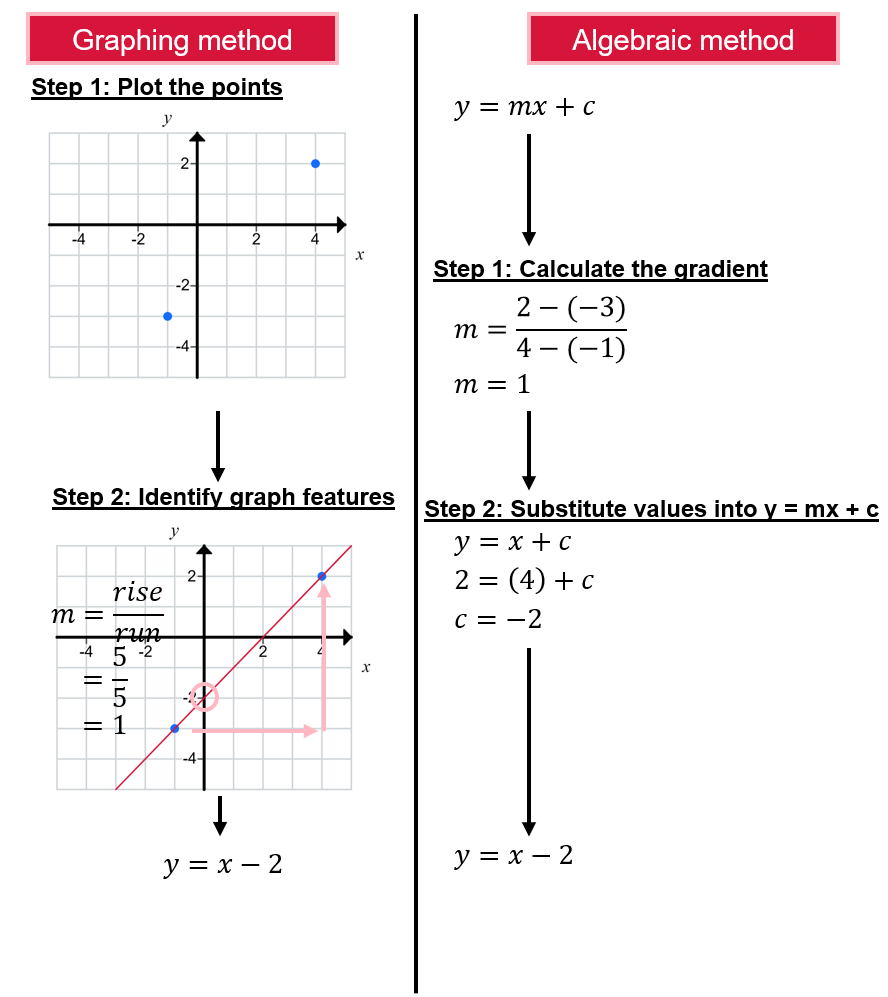 Graphing method
Step 1: Plot the points
y
2
-4 -2 2 4
x
-2
-4
Step 2: Identify graph features
y
2
m = rise/run
-4 -2 2 4
x
= 5/5
-2
= 1
-4
y = x − 2
Algebraic method
y = mx + c
Step 1: Calculate the gradient
m = 2 − (−3)/4 − (−1)
m = 1
Step 2: Substitute values into y = mx + c
y = x + c
2 = (4) + c
c = −2
y = x − 2